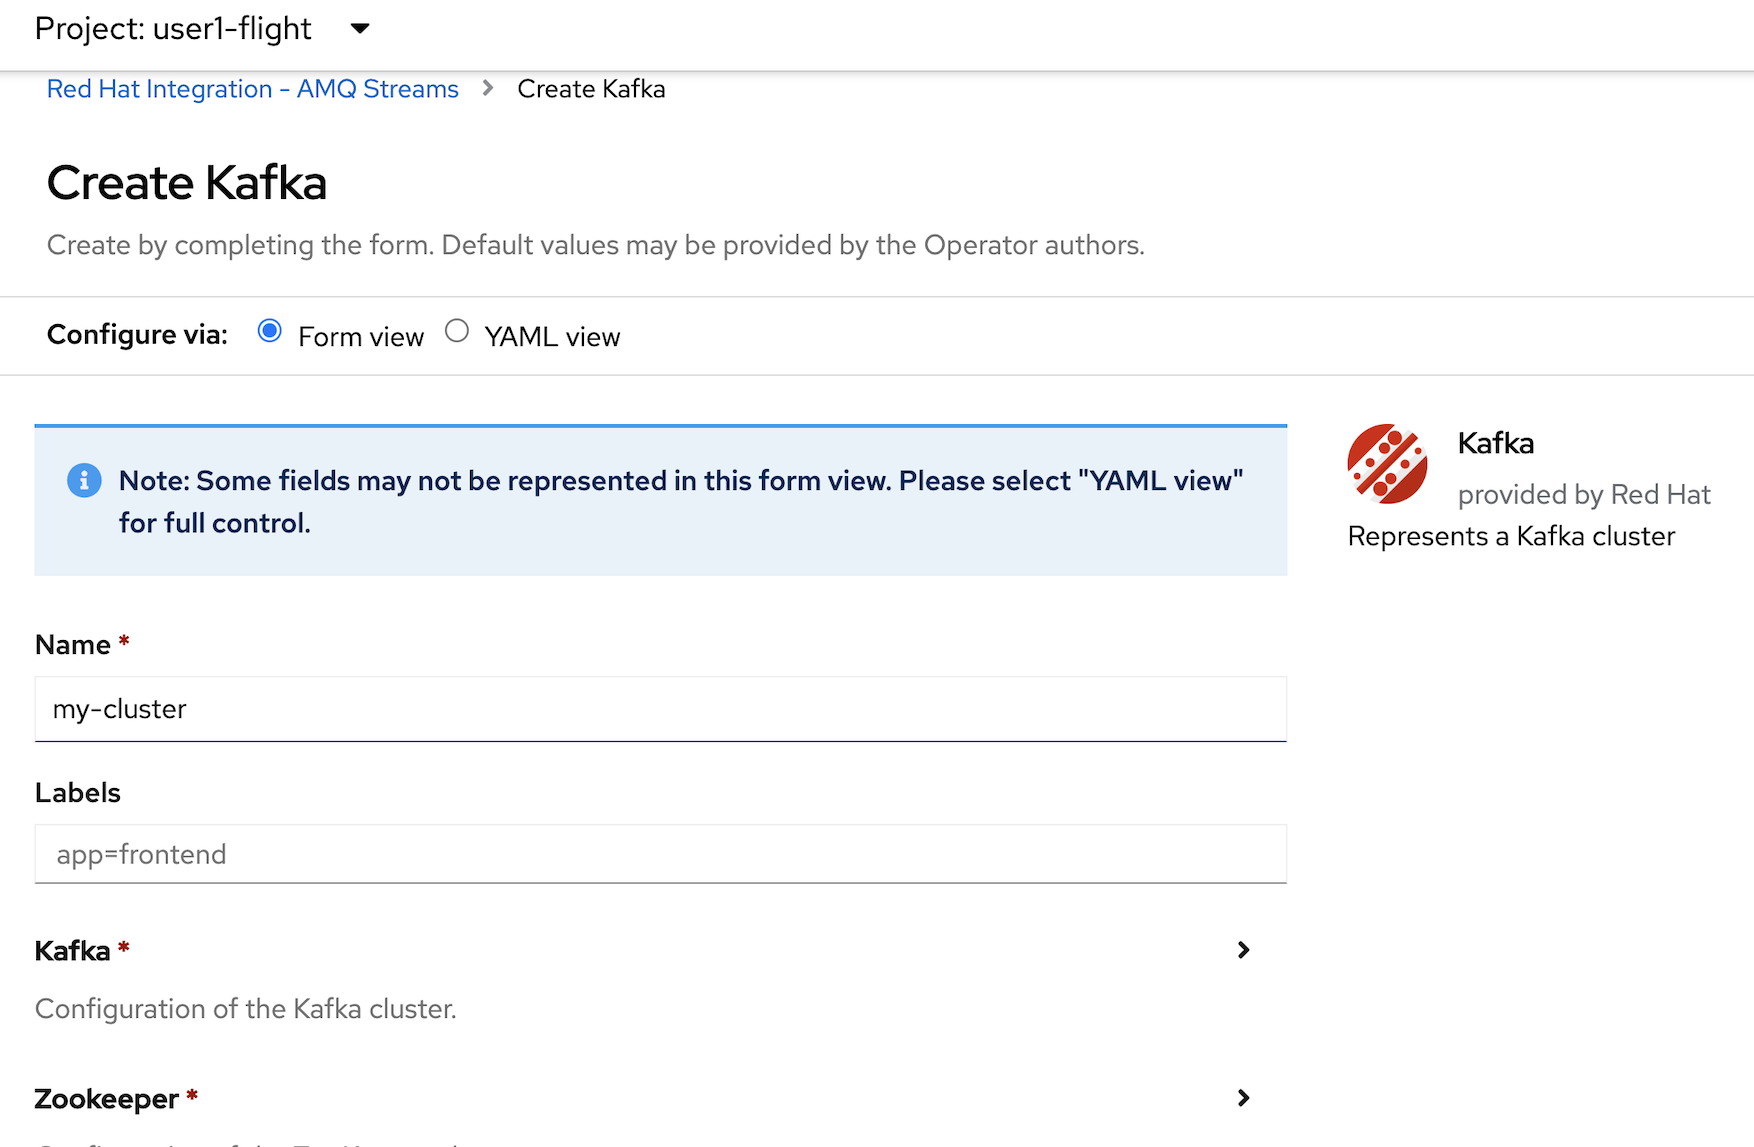 Project: user1-flight
Red Hat Integration - AMQ Streams > Create Kafka
Create Kafka
Create by completing the form. Default values may be provided by the Operator authors.
Configure via: Form view YAML view
Note: Some fields may not be represented in this form view. Please select "YAML view"
for full control.
Kafka
provided by Red Hat
Represents a Kafka cluster
Name *
my-cluster
Labels
app=frontend
Kafka *
Configuration of the Kafka cluster.
Zookeeper *